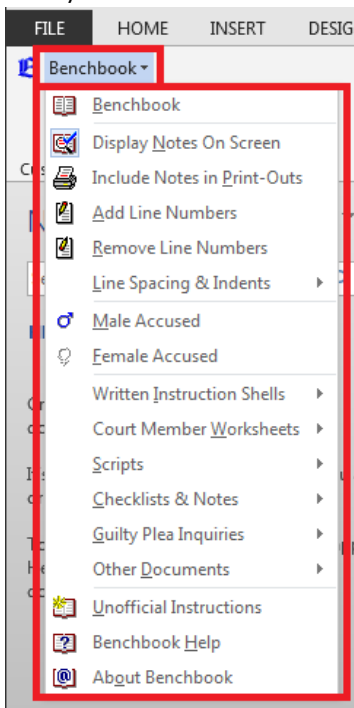 FILE HOME INSERT DESIG
Benchbook
Benchbook
Display Notes On Screen
Include Notes in Print-Outs
Add Line Numbers
Remove Line Numbers
Line Spacing & Indents
Male Accused
Female Accused
Written Instruction Shells
Court Member Worksheets
Scripts
Checklists & Notes
Guilty Plea Inquiries
Other Documents
Unofficial Instructions
Benchbook Help
About Benchbook